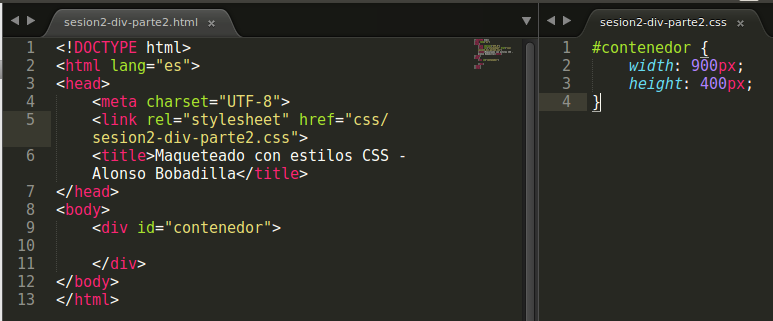 sesion2-div-parte2.html ×
1 <!DOCTYPE html>
2 <html lang="es">
3 <head>
4 <meta charset="UTF-8">
5 <link rel="stylesheet" href="css/
sesion2-div-parte2.css">
6 <title>Maqueteado con estilos CSS -
Alonso Bobadilla</title>
7 </head>
8 <body>
9 <div id="contenedor">
10
11 </div>
12 </body>
13 </html>
sesion2-div-parte2.css ×
1 #contenedor {
2 width: 900px;
3 height: 400px;
4 }